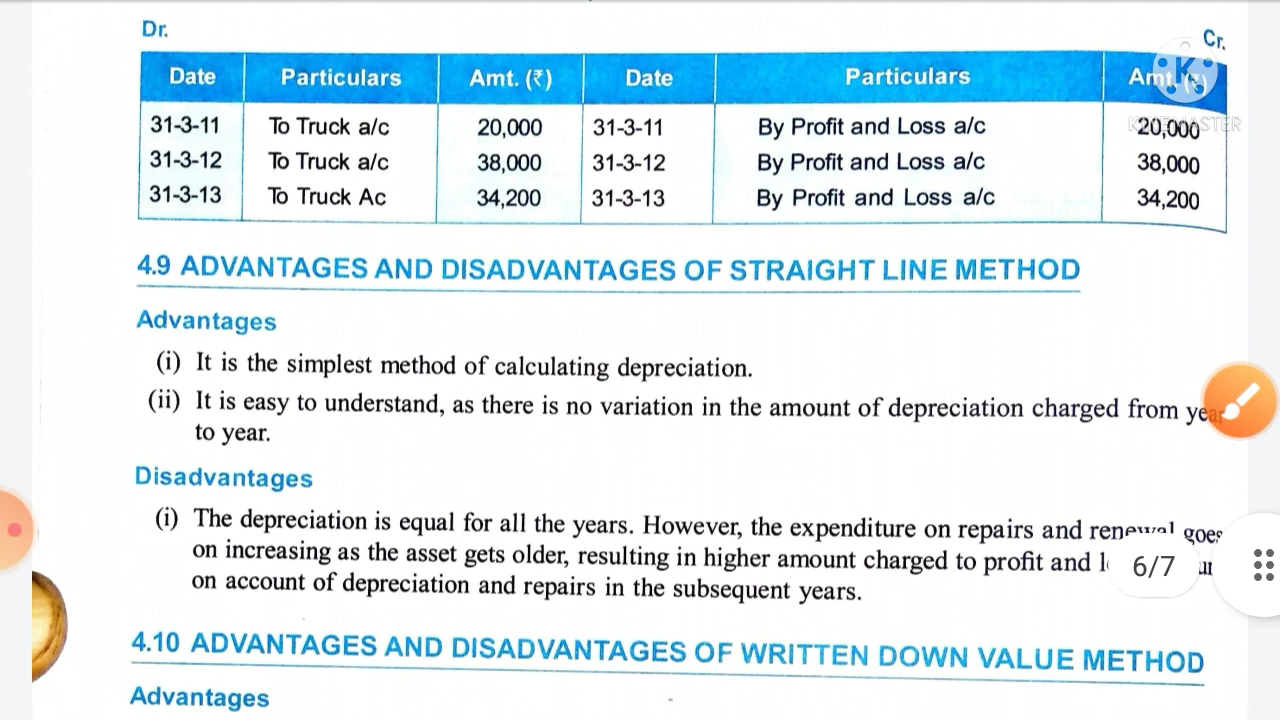 Dr.
Cr.
Date Particulars Amt. (₹) Date Particulars Amt. (₹)
31-3-11 To Truck a/c 20,000 31-3-11 By Profit and Loss a/c 20,000
31-3-12 To Truck a/c 38,000 31-3-12 By Profit and Loss a/c 38,000
31-3-13 To Truck Ac 34,200 31-3-13 By Profit and Loss a/c 34,200
4.9 ADVANTAGES AND DISADVANTAGES OF STRAIGHT LINE METHOD
Advantages
(i) It is the simplest method of calculating depreciation.
(ii) It is easy to understand, as there is no variation in the amount of depreciation charged from year
to year.
Disadvantages
(i) The depreciation is equal for all the years. However, the expenditure on repairs and renewal goes
on increasing as the asset gets older, resulting in higher amount charged to profit and
6/7
on account of depreciation and repairs in the subsequent years.
4.10 ADVANTAGES AND DISADVANTAGES OF WRITTEN DOWN VALUE METHOD
Advantages